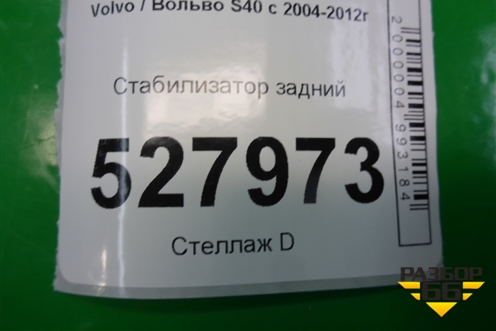 Volvo / Вольво S40 с 2004-2012г
Стабилизатор задний
527973
Стеллаж D
2000004993184
РАЗБОР
66